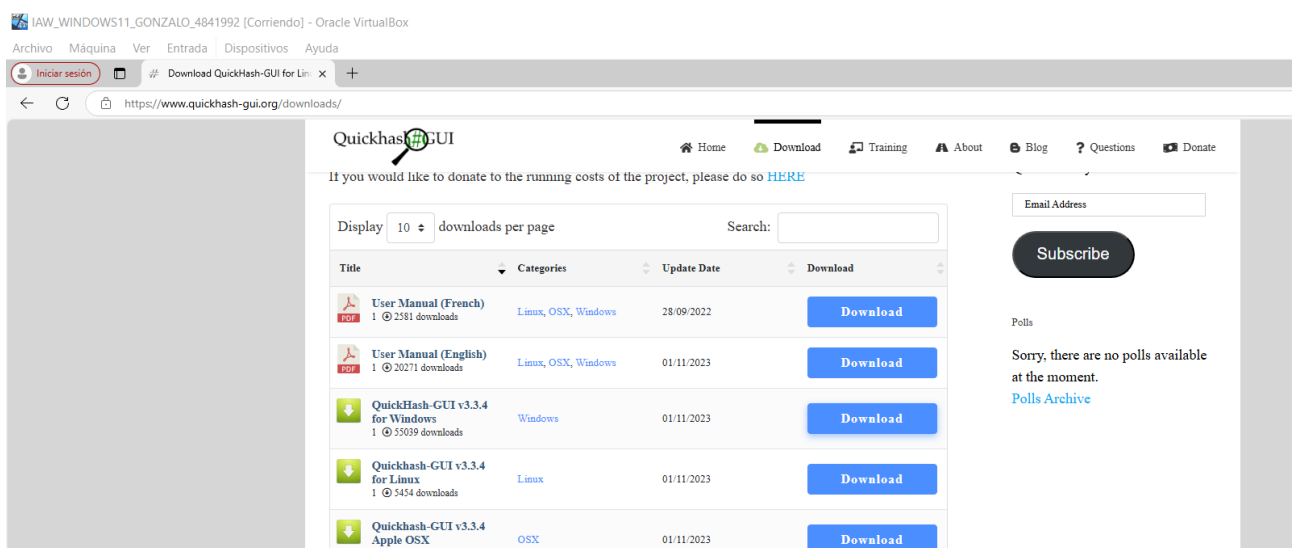 IAW_WINDOWS11_GONZALO_4841992 [Corriendo] - Oracle VirtualBox
Archivo Máquina Ver Entrada Dispositivos Ayuda
Iniciar sesión
Download QuickHash-GUI for Lin
https://www.quickhash-gui.org/downloads/
Quickhash#GUI
Home Download Training About Blog Questions Donate
If you would like to donate to the running costs of the project, please do so HERE
Display 10 downloads per page Search:
Title Categories Update Date Download
User Manual (French)
1 2581 downloads
Linux, OSX, Windows 28/09/2022 Download
User Manual (English)
1 20271 downloads
Linux, OSX, Windows 01/11/2023 Download
QuickHash-GUI v3.3.4
for Windows
1 55039 downloads
Windows 01/11/2023 Download
Quickhash-GUI v3.3.4
for Linux
1 5454 downloads
Linux 01/11/2023 Download
Quickhash-GUI v3.3.4
Apple OSX
OSX 01/11/2023 Download
Email Address
Subscribe
Polls
Sorry, there are no polls available
at the moment.
Polls Archive